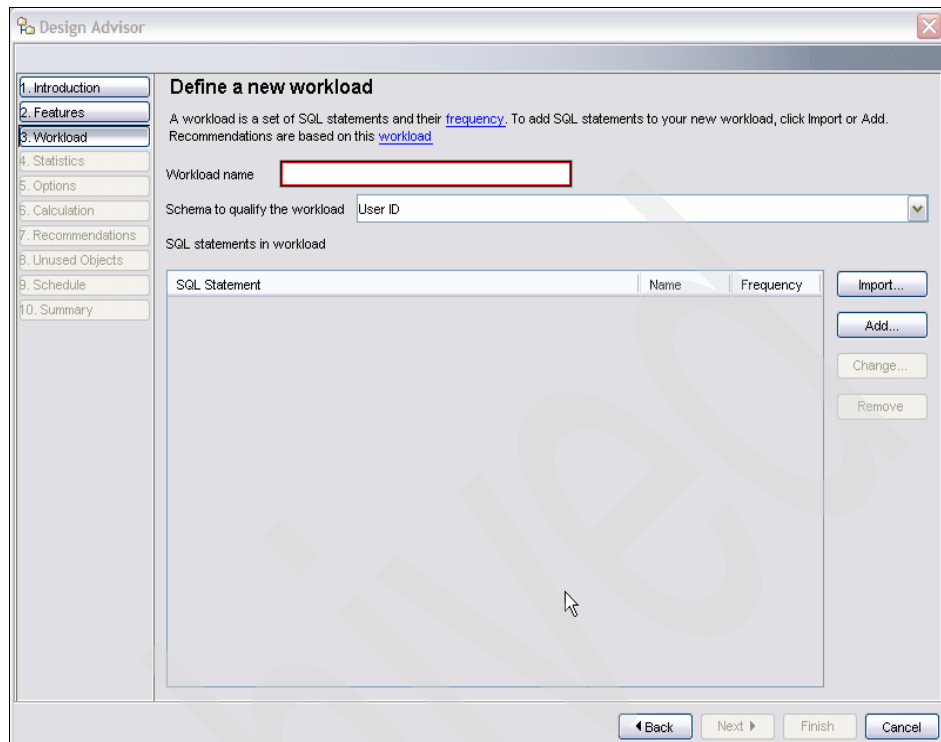 Design Advisor
1. Introduction
2. Features
3. Workload
4. Statistics
5. Options
6. Calculation
7. Recommendations
8. Unused Objects
9. Schedule
10. Summary
Define a new workload
A workload is a set of SQL statements and their frequency. To add SQL statements to your new workload, click Import or Add.
Recommendations are based on this workload
Workload name
Schema to qualify the workload User ID
SQL statements in workload
SQL Statement Name Frequency
Import...
Add...
Change...
Remove
Back Next Finish Cancel